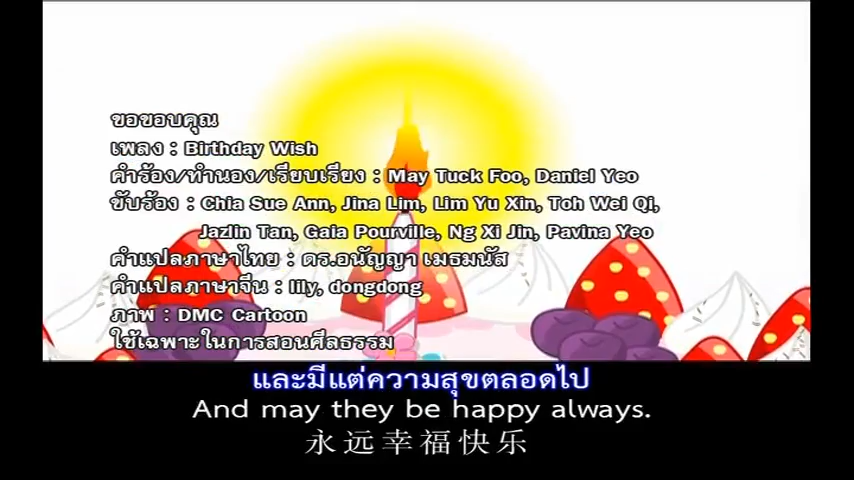 ขอขอบคุณ
เพลง : Birthday Wish
คำร้อง/ทำนอง/เรียบเรียง : May Tuck Foo, Daniel Yeo
ขับร้อง : Chia Sue Ann, Jina Lim, Lim Yu Xin, Toh Wei Qi,
Jazlin Tan, Gaia Pourville, Ng Xi Jin, Pavina Yeo
คำแปลภาษาไทย : ดร.อนัญญา เมธมนัส
คำแปลภาษาจีน : lily, dongdong
ภาพ : DMC Cartoon
ใช้เฉพาะในการสอนศีลธรรม
และมีแต่ความสุขตลอดไป
And may they be happy always.
永远幸福快乐